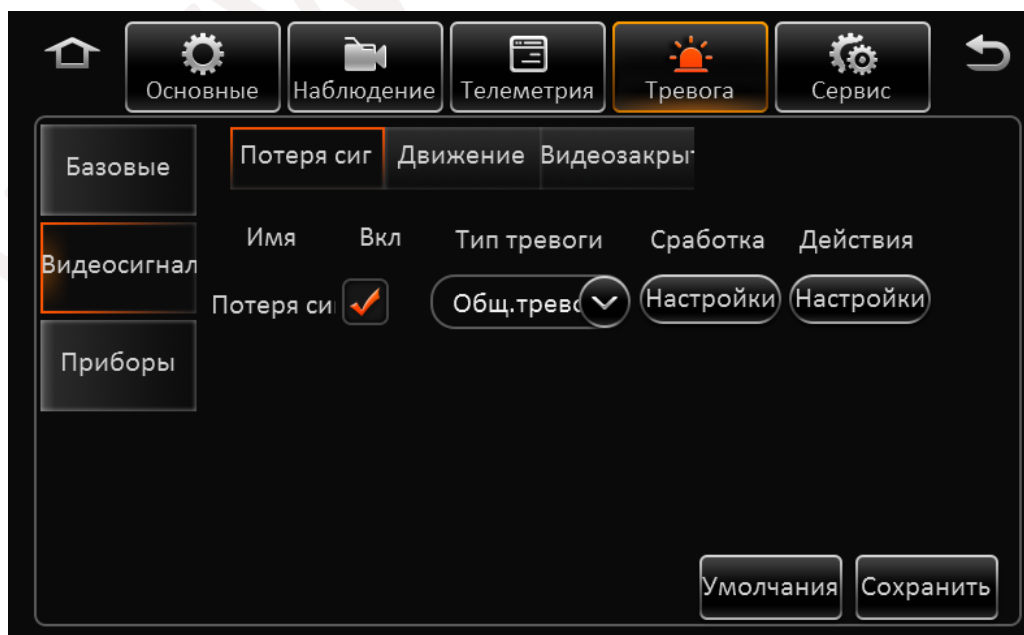 Основные Наблюдение Телеметрия Тревога Сервис
Базовые
Видеосигнал
Приборы
Потеря сиг Движение Видеозакры
Имя Вкл Тип тревоги Сработка Действия
Потеря си Общ.трево Настройки Настройки
Умолчания Сохранить